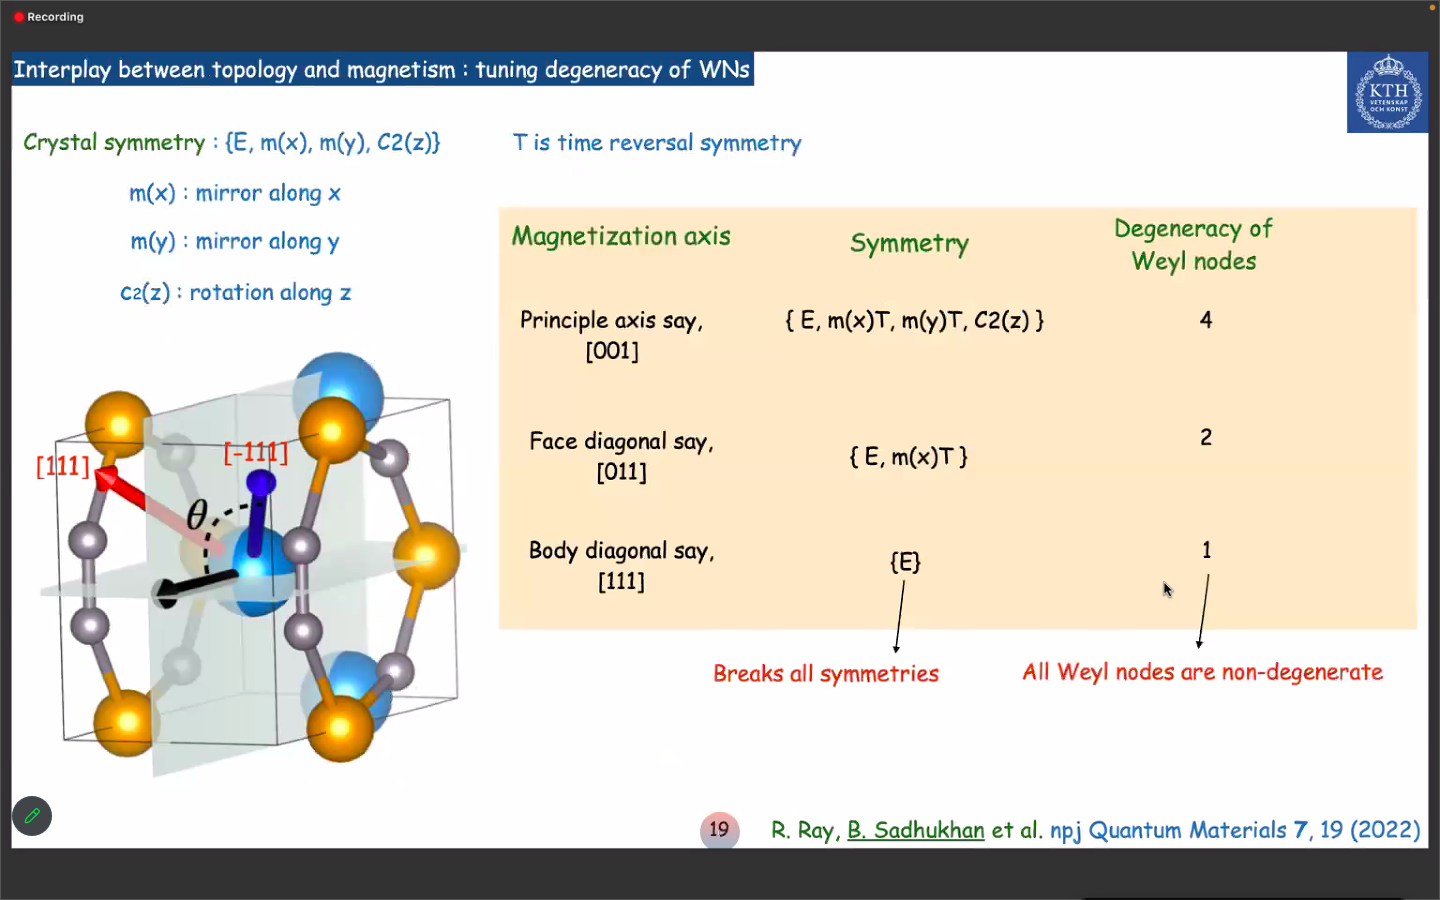 Recording
Interplay between topology and magnetism : tuning degeneracy of WNs
KTH
VETENSKAP
OCH KONST
Crystal symmetry : {E, m(x), m(y), C2(z)}
T is time reversal symmetry
m(x) : mirror along x
m(y) : mirror along y
c2(z) : rotation along z
Magnetization axis
Symmetry
Degeneracy of
Weyl nodes
Principle axis say,
[001]
{ E, m(x)T, m(y)T, C2(z) }
4
Face diagonal say,
[011]
{ E, m(x)T }
2
Body diagonal say,
[111]
{E}
1
Breaks all symmetries
All Weyl nodes are non-degenerate
[111]
[-111]
θ
19
R. Ray, B. Sadhukhan et al. npj Quantum Materials 7, 19 (2022)